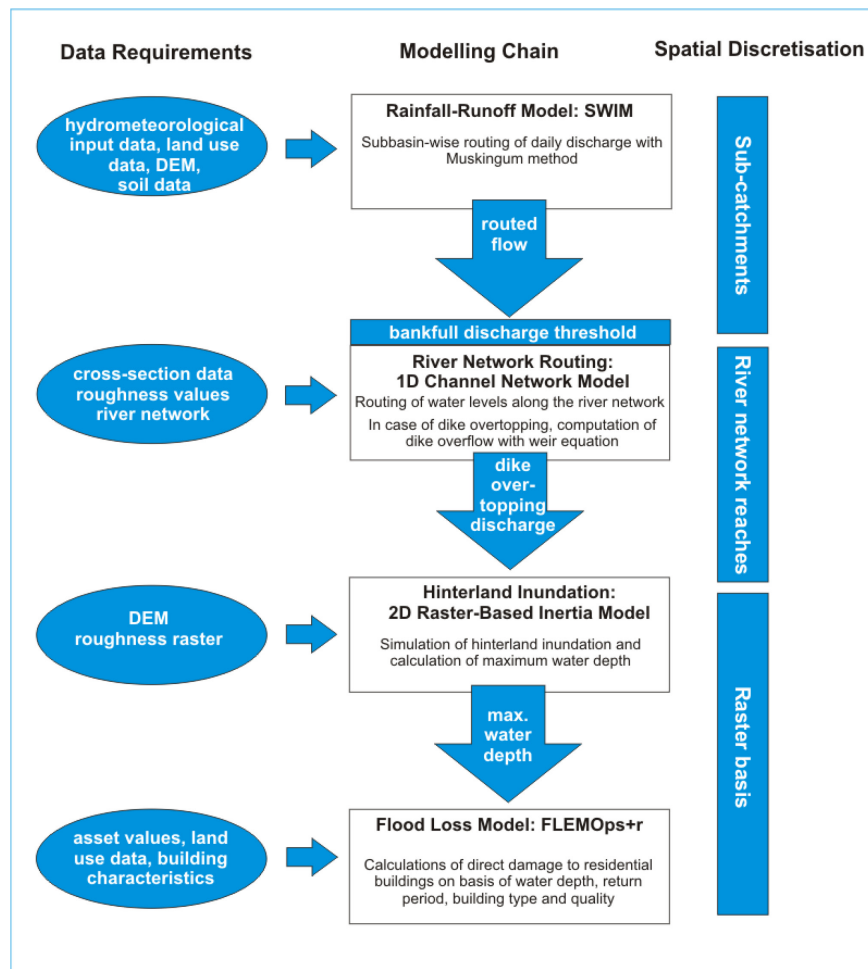 Data Requirements
Modelling Chain
Spatial Discretisation
hydrometeorological
input data, land use
data, DEM,
soil data
Rainfall-Runoff Model: SWIM
Subbasin-wise routing of daily discharge with
Muskingum method
Sub-catchments
routed
flow
bankfull discharge threshold
cross-section data
roughness values
river network
River Network Routing:
1D Channel Network Model
Routing of water levels along the river network
In case of dike overtopping, computation of
dike overflow with weir equation
River network reaches
dike
over-
topping
discharge
DEM
roughness raster
Hinterland Inundation:
2D Raster-Based Inertia Model
Simulation of hinterland inundation and
calculation of maximum water depth
Raster basis
max.
water
depth
asset values, land
use data, building
characteristics
Flood Loss Model: FLEMOps+r
Calculations of direct damage to residential
buildings on basis of water depth, return
period, building type and quality